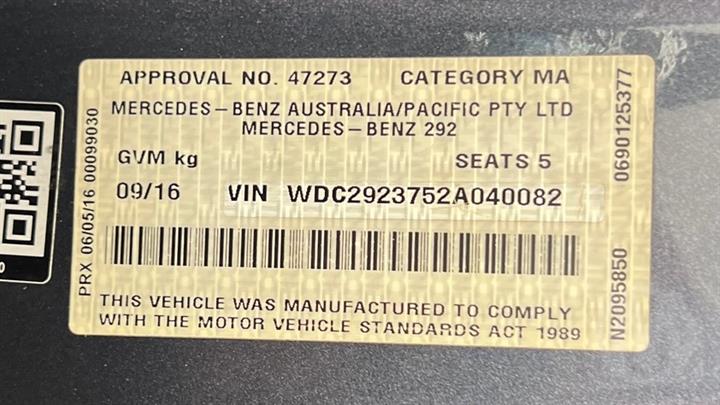 APPROVAL NO. 47273 CATEGORY MA
MERCEDES-BENZ AUSTRALIA/PACIFIC PTY LTD
MERCEDES-BENZ 292
GVM kg SEATS 5
09/16 VIN WDC2923752A040082
THIS VEHICLE WAS MANUFACTURED TO COMPLY
WITH THE MOTOR VEHICLE STANDARDS ACT 1989
PRX 06/05/16 00099030
0690125377
N2095850
0